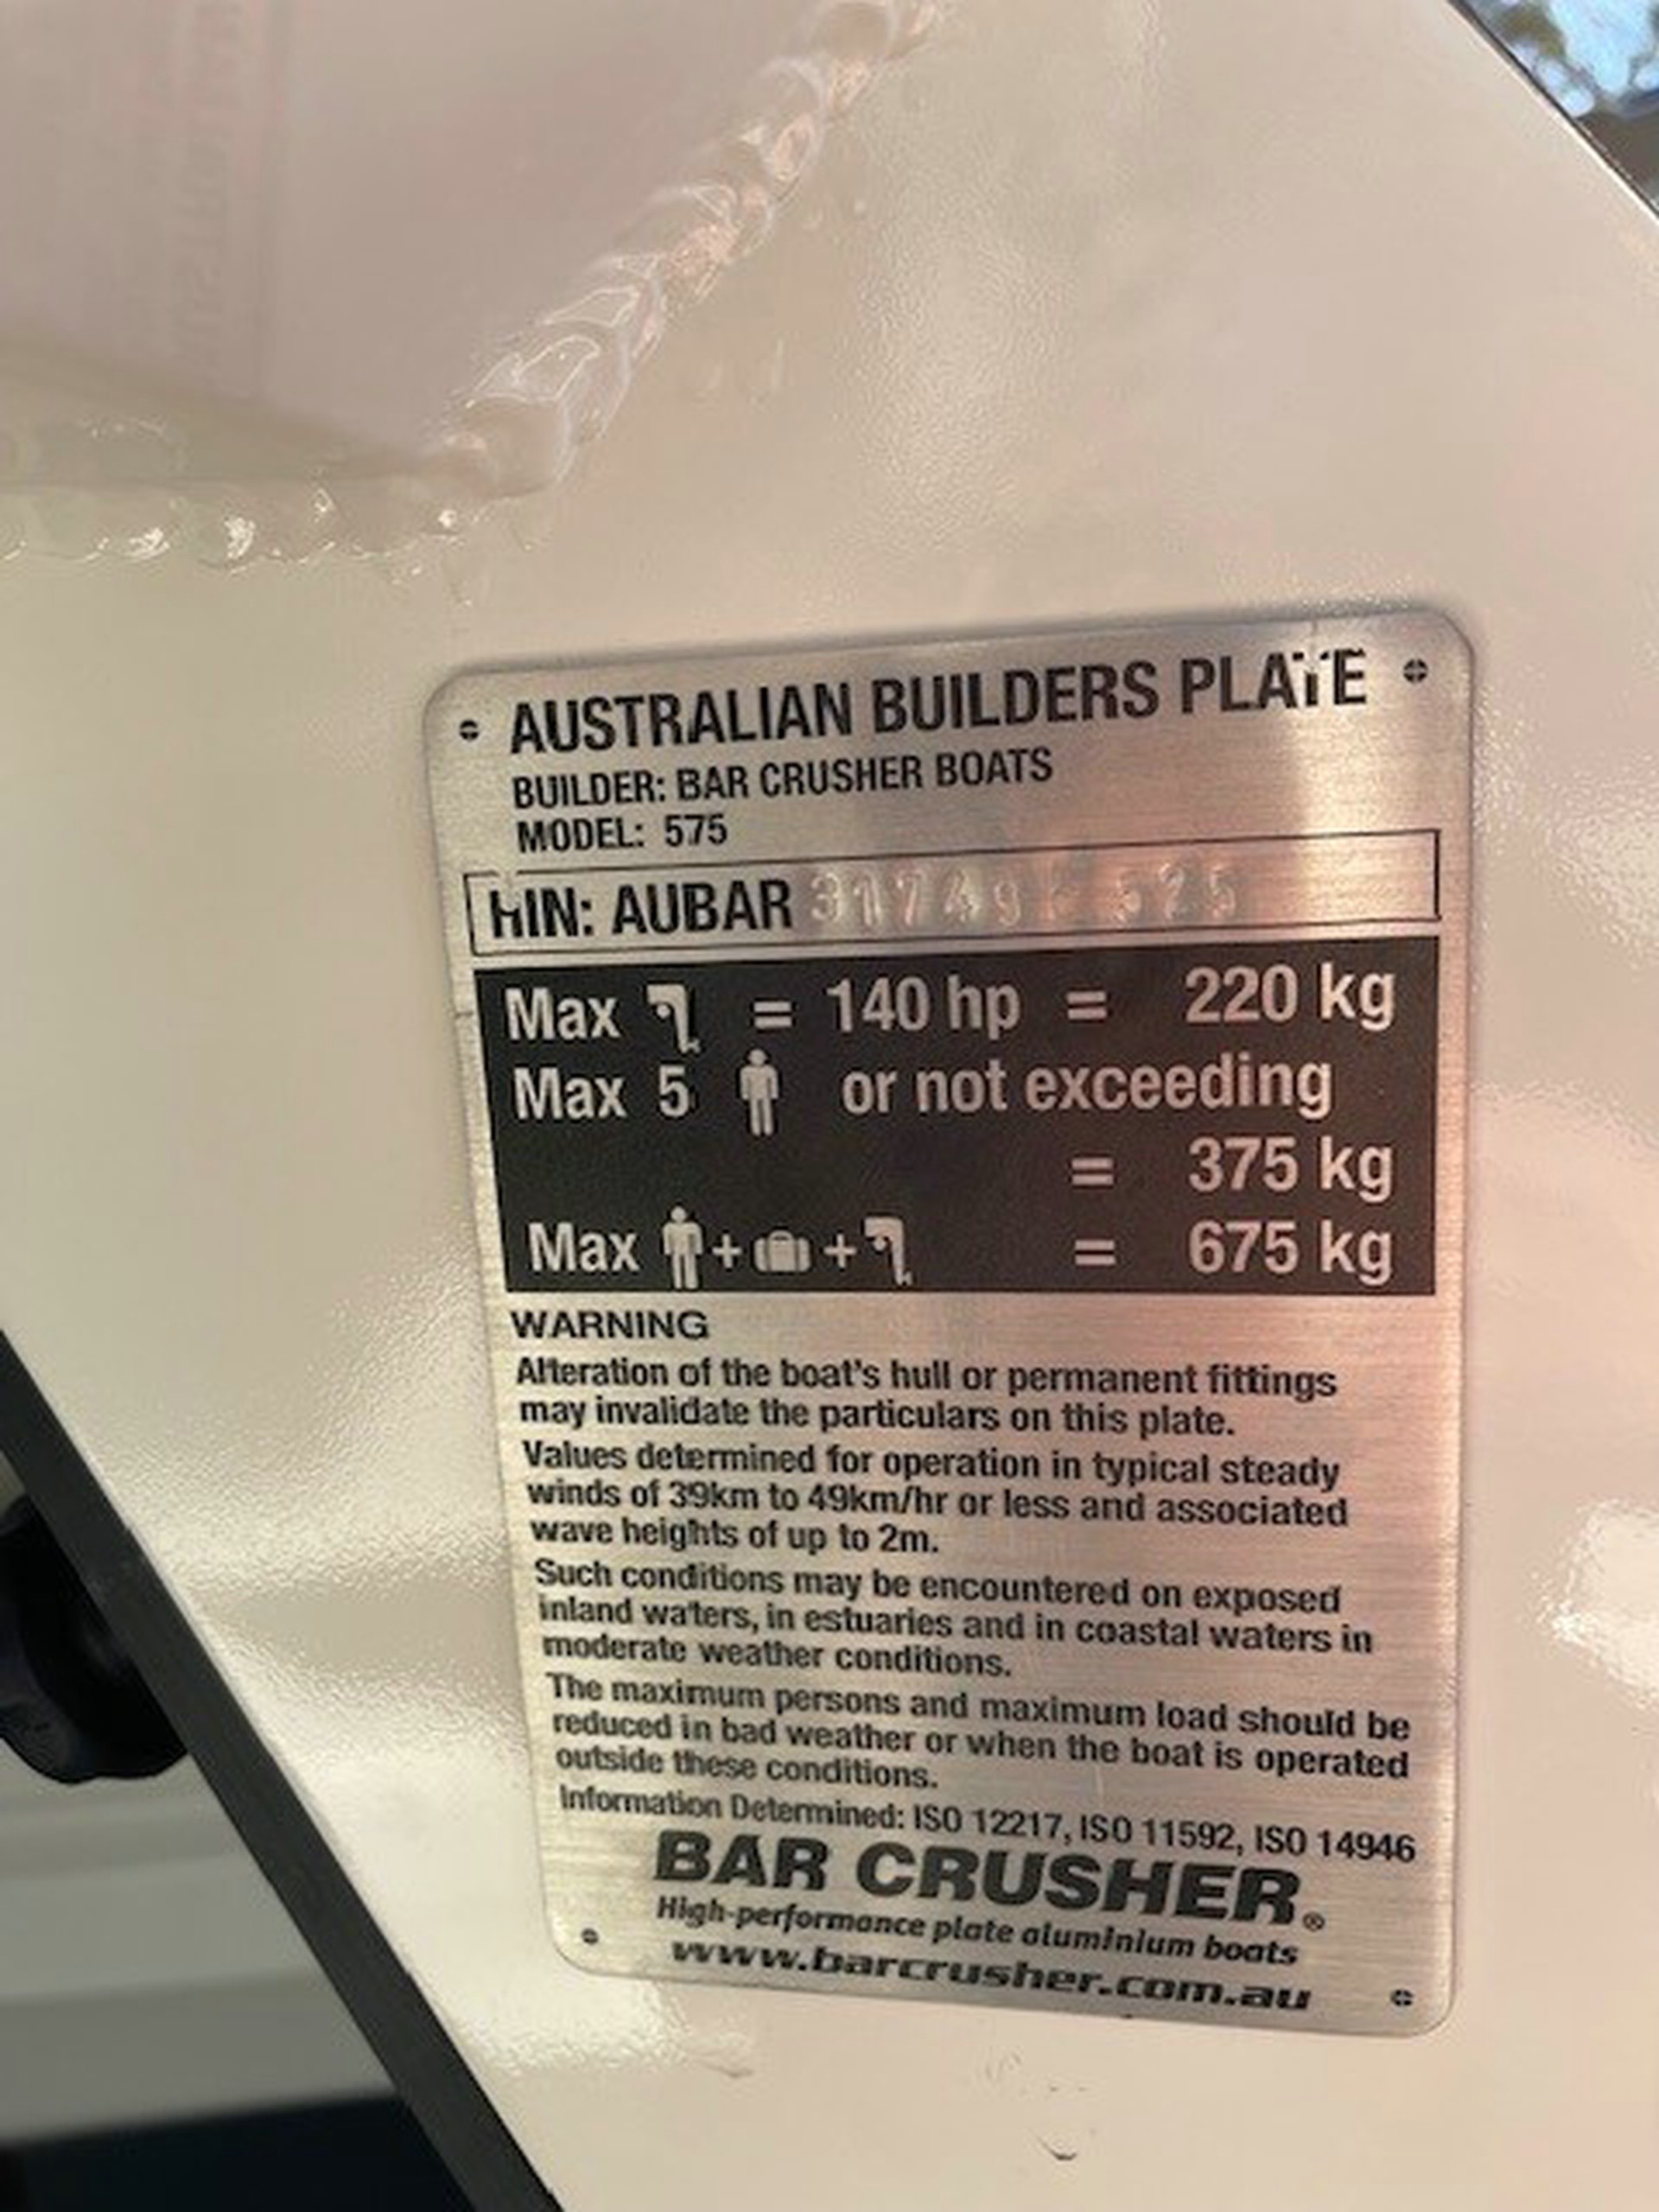 AUSTRALIAN BUILDERS PLATE
BUILDER: BAR CRUSHER BOATS
MODEL: 575
HIN: AUBAR
Max = 140 hp = 220 kg
Max 5 or not exceeding
= 375 kg
Max + + = 675 kg
WARNING
Alteration of the boat's hull or permanent fittings
may invalidate the particulars on this plate.
Values determined for operation in typical steady
winds of 39km to 49km/hr or less and associated
wave heights of up to 2m.
Such conditions may be encountered on exposed
inland waters, in estuaries and in coastal waters in
moderate weather conditions.
The maximum persons and maximum load should be
reduced in bad weather or when the boat is operated
outside these conditions.
Information Determined: ISO 12217, ISO 11592, ISO 14946
BAR CRUSHER®
High-performance plate aluminium boats
www.barcrusher.com.au